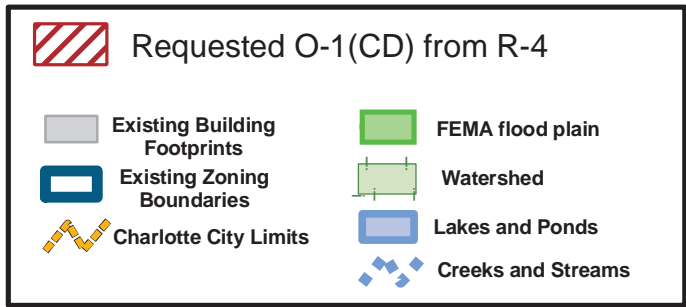 Requested O-1(CD) from R-4
Existing Building
Footprints
Existing Zoning
Boundaries
Charlotte City Limits
FEMA flood plain
Watershed
Lakes and Ponds
Creeks and Streams